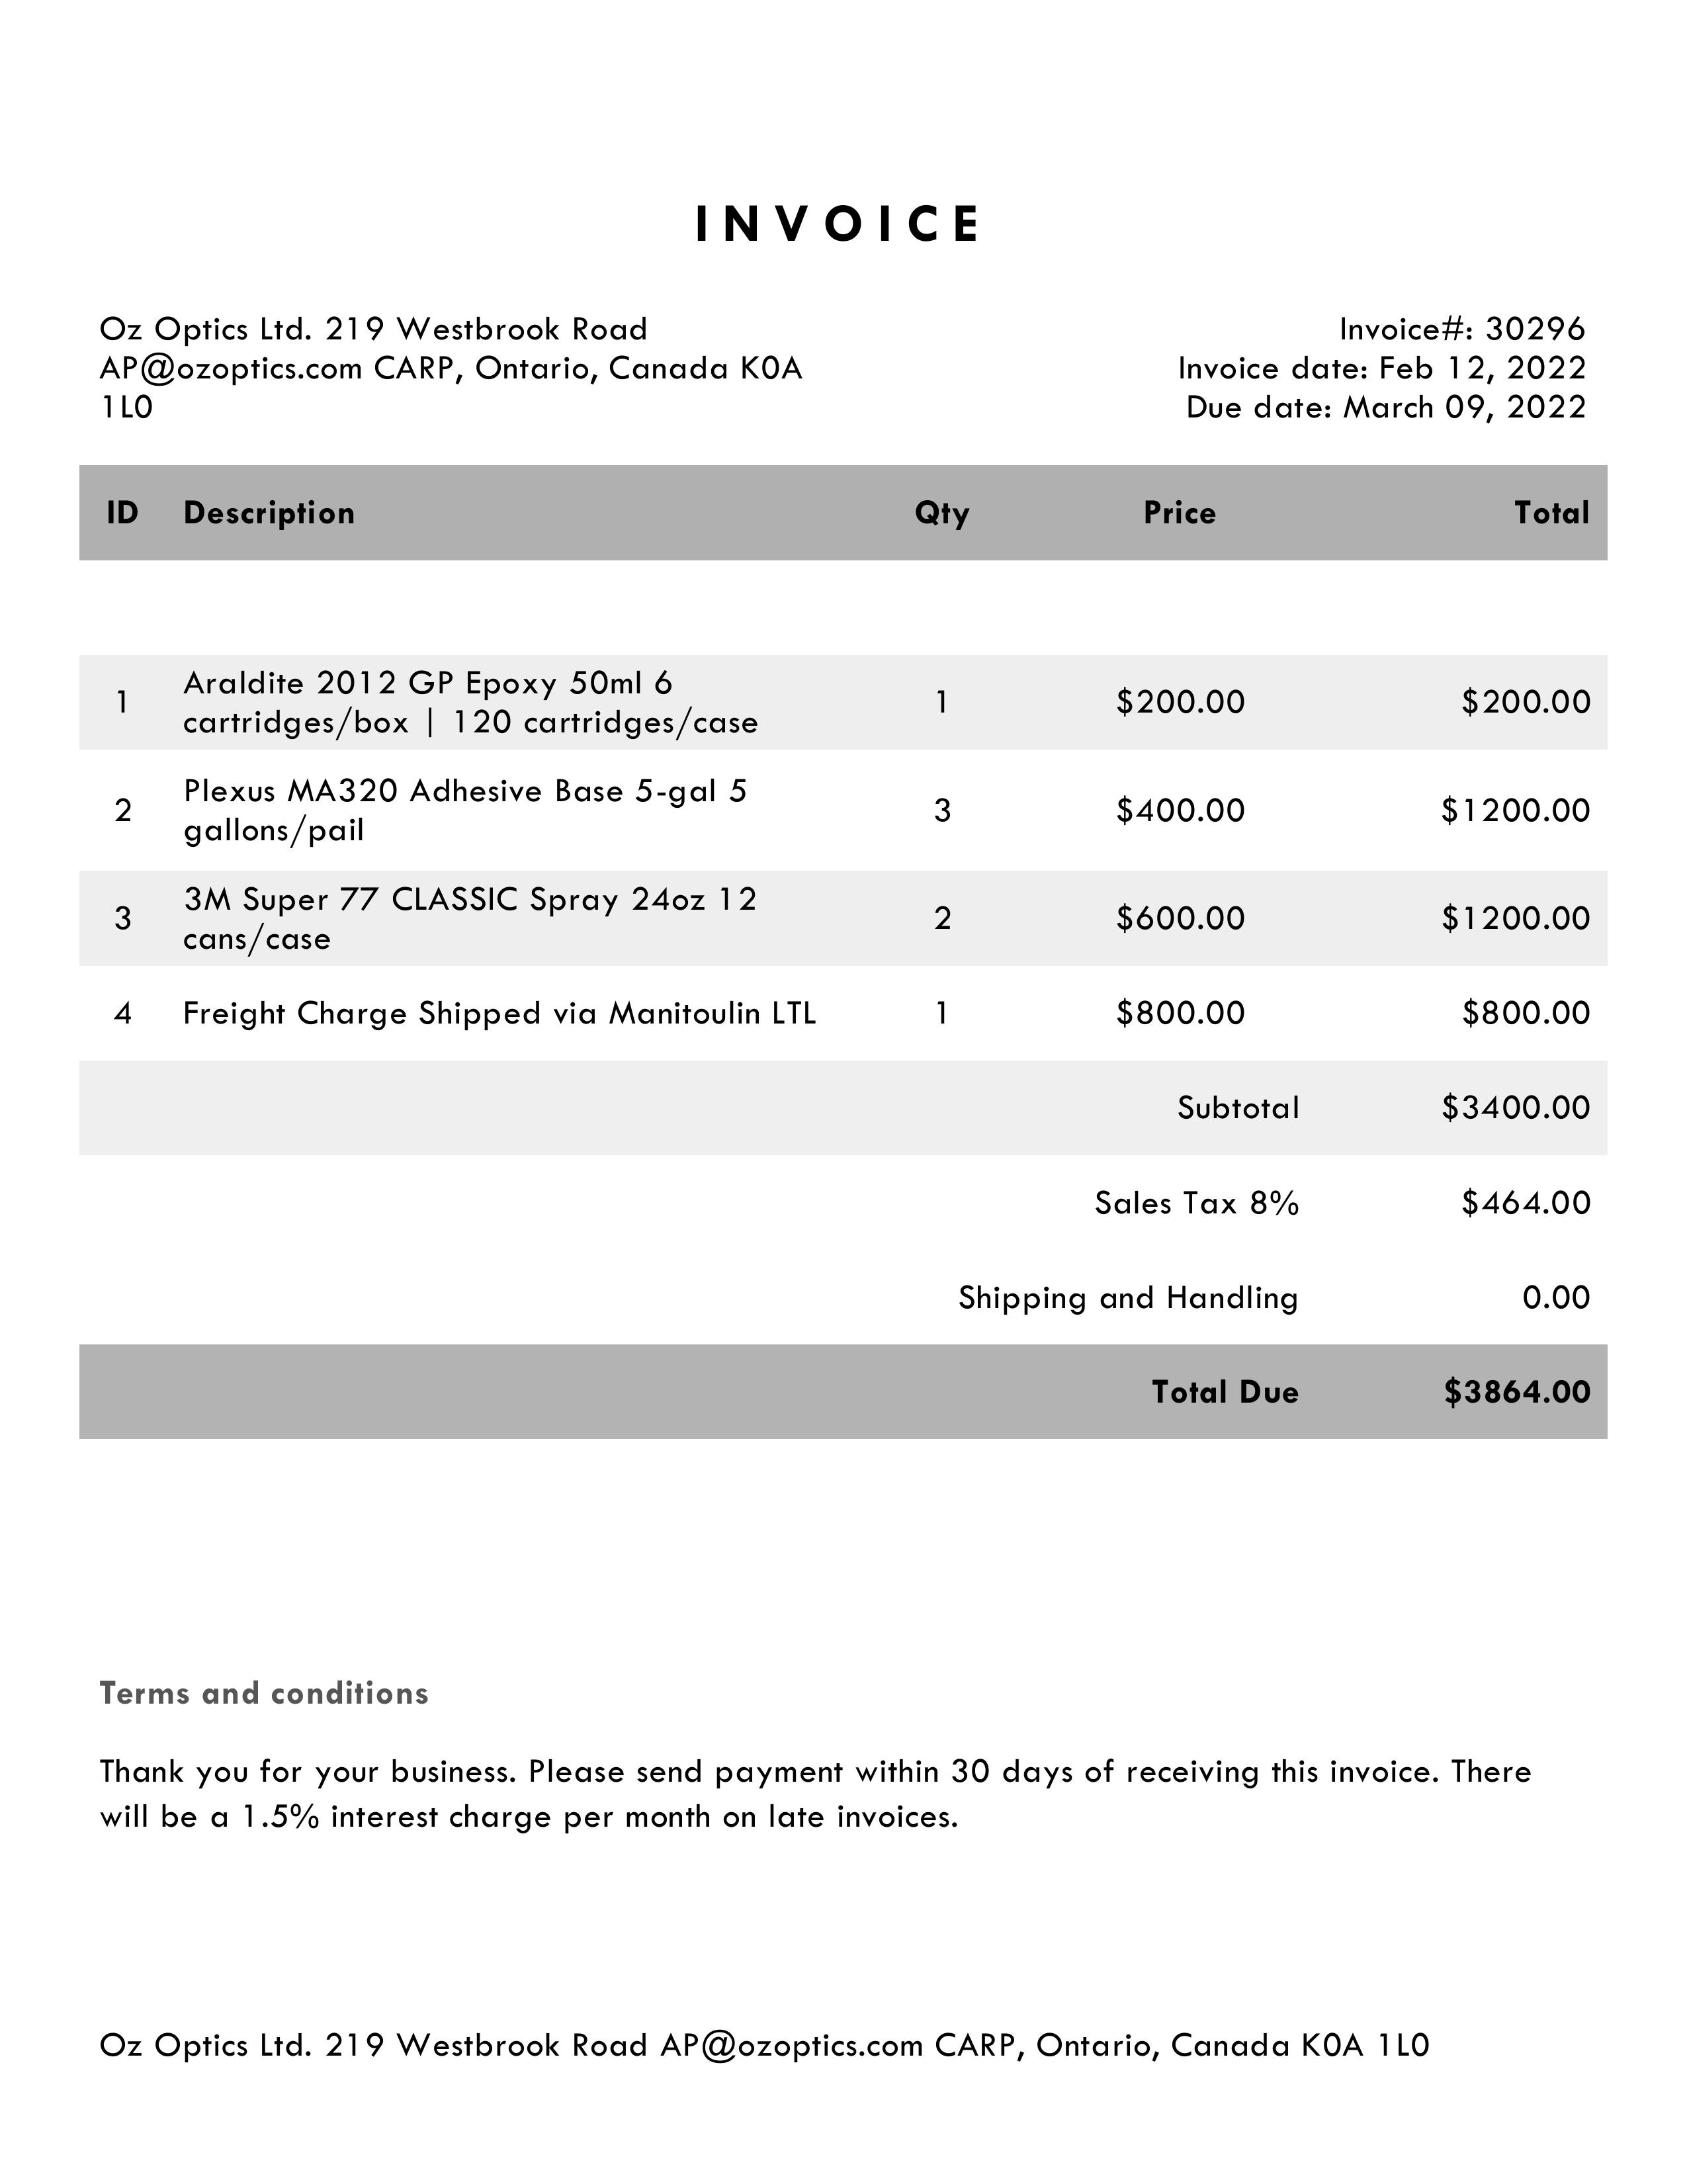 INVOICE
Oz Optics Ltd. 219 Westbrook Road
AP@ozoptics.com CARP, Ontario, Canada K0A
1L0
Invoice#: 30296
Invoice date: Feb 12, 2022
Due date: March 09, 2022
ID Description Qty Price Total
1 Araldite 2012 GP Epoxy 50ml 6 1 $200.00 $200.00
cartridges/box | 120 cartridges/case
2 Plexus MA320 Adhesive Base 5-gal 5 3 $400.00 $1200.00
gallons/pail
3 3M Super 77 CLASSIC Spray 24oz 12 2 $600.00 $1200.00
cans/case
4 Freight Charge Shipped via Manitoulin LTL 1 $800.00 $800.00
Subtotal $3400.00
Sales Tax 8% $464.00
Shipping and Handling 0.00
Total Due $3864.00
Terms and conditions
Thank you for your business. Please send payment within 30 days of receiving this invoice. There
will be a 1.5% interest charge per month on late invoices.
Oz Optics Ltd. 219 Westbrook Road AP@ozoptics.com CARP, Ontario, Canada K0A 1L0